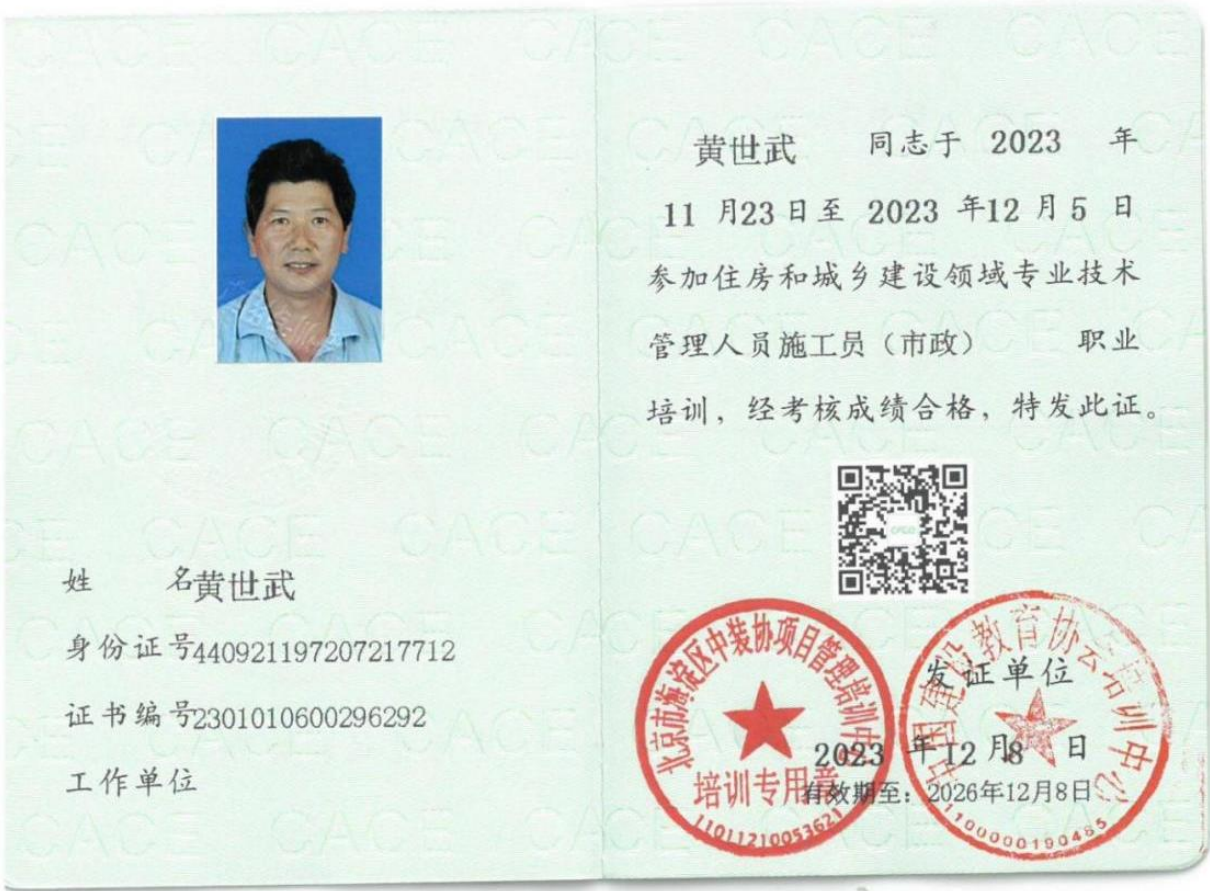 姓 名黄世武
身份证号440921197207217712
证书编号2301010600296292
工作单位
黄世武 同志于 2023 年
11 月23日至 2023 年12月5 日
参加住房和城乡建设领域专业技术
管理人员施工员（市政） 职业
培训，经考核成绩合格，特发此证。
北京市海淀区中装协项目管理培训中心
培训专用章
11011210053621
中国建设教育协会培训中心
1100000190485
发证单位
2023 年12月8 日
有效期至：2026年12月8日
CACE